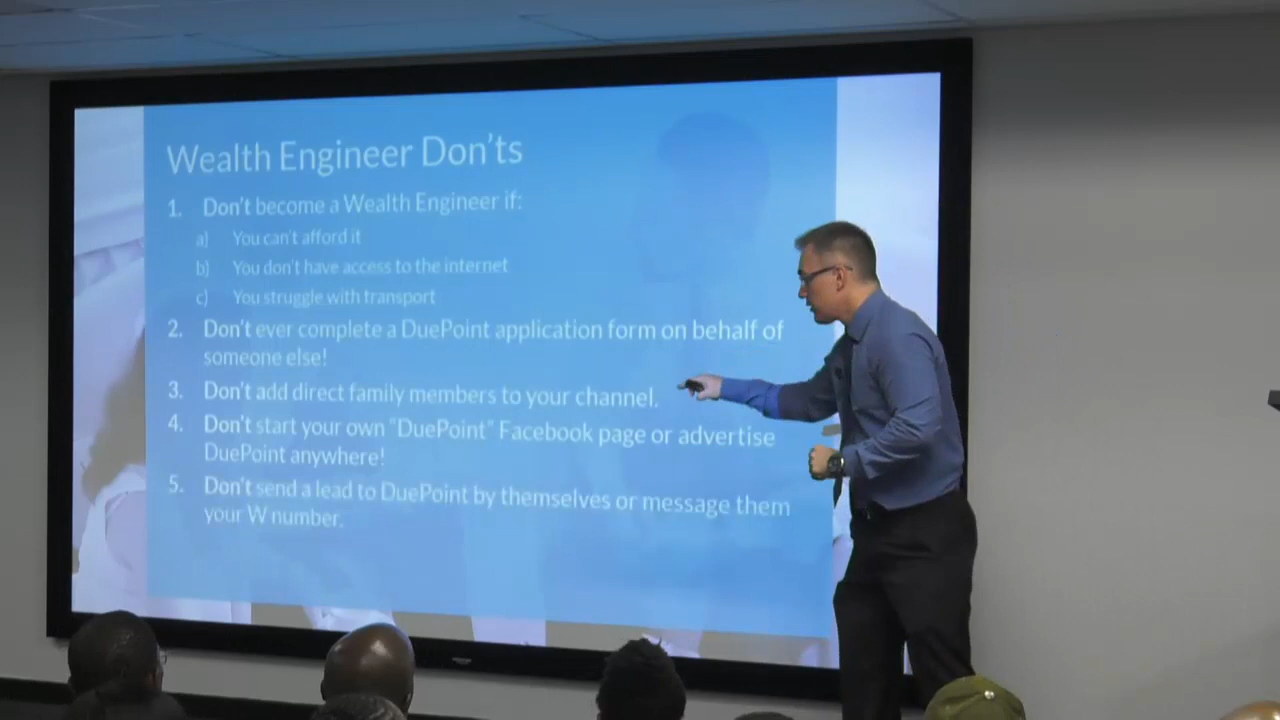 Wealth Engineer Don'ts
1. Don't become a Wealth Engineer if:
a) You can't afford it
b) You don't have access to the internet
c) You struggle with transport
2. Don't ever complete a DuePoint application form on behalf of
someone else!
3. Don't add direct family members to your channel.
4. Don't start your own "DuePoint" Facebook page or advertise
DuePoint anywhere!
5. Don't send a lead to DuePoint by themselves or message them
your W number.